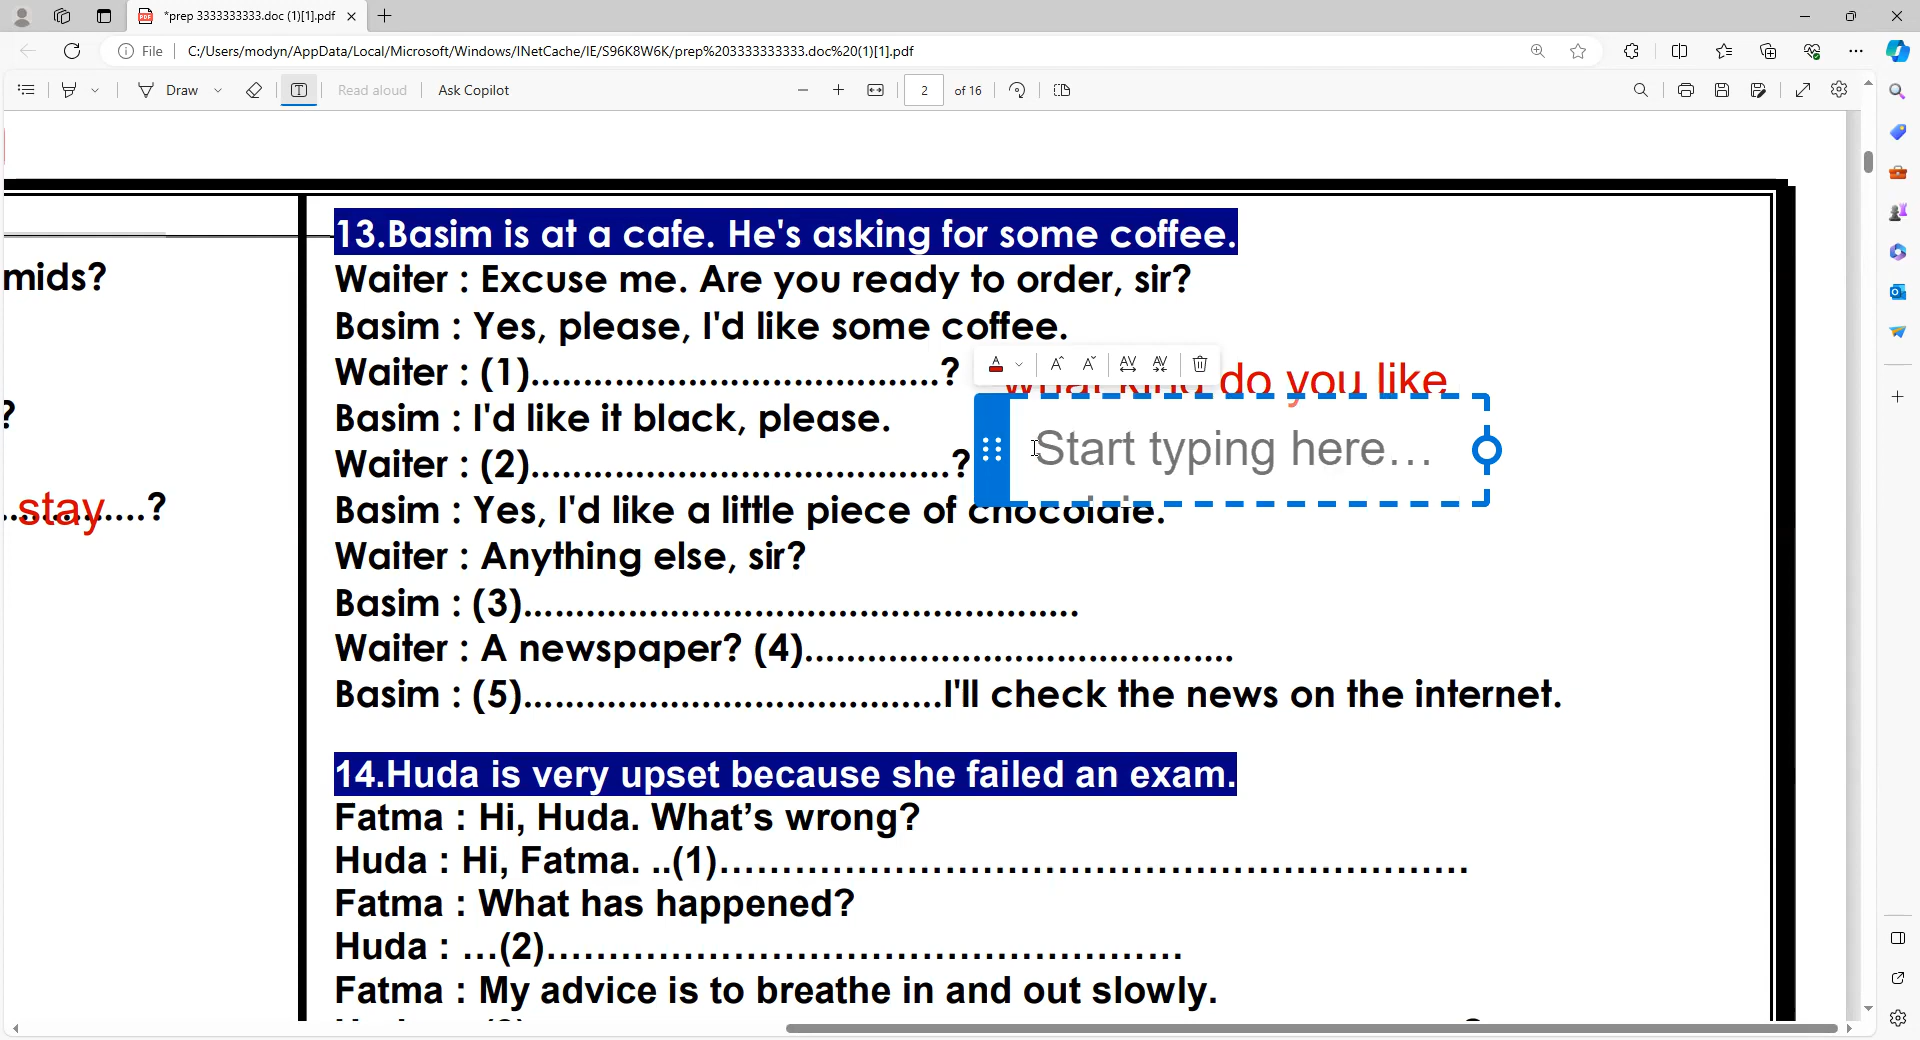 *prep 3333333333.doc (1)[1].pdf
File
C:/Users/modyn/AppData/Local/Microsoft/Windows/INetCache/IE/S96K8W6K/prep%203333333333.doc%20(1)[1].pdf
Draw
Read aloud
Ask Copilot
2
of 16
mids?
?
..stay....?
13.Basim is at a cafe. He's asking for some coffee.
Waiter : Excuse me. Are you ready to order, sir?
Basim : Yes, please, I'd like some coffee.
Waiter : (1).......................................?
what kind do you like
Basim : I'd like it black, please.
Start typing here…
Waiter : (2)........................................?
Basim : Yes, I'd like a little piece of chocolate.
Waiter : Anything else, sir?
Basim : (3).....................................................
Waiter : A newspaper? (4).........................................
Basim : (5)........................................I'll check the news on the internet.
14.Huda is very upset because she failed an exam.
Fatma : Hi, Huda. What’s wrong?
Huda : Hi, Fatma. ..(1)……………………………………………………………
Fatma : What has happened?
Huda : …(2)…………………………………………………
Fatma : My advice is to breathe in and out slowly.